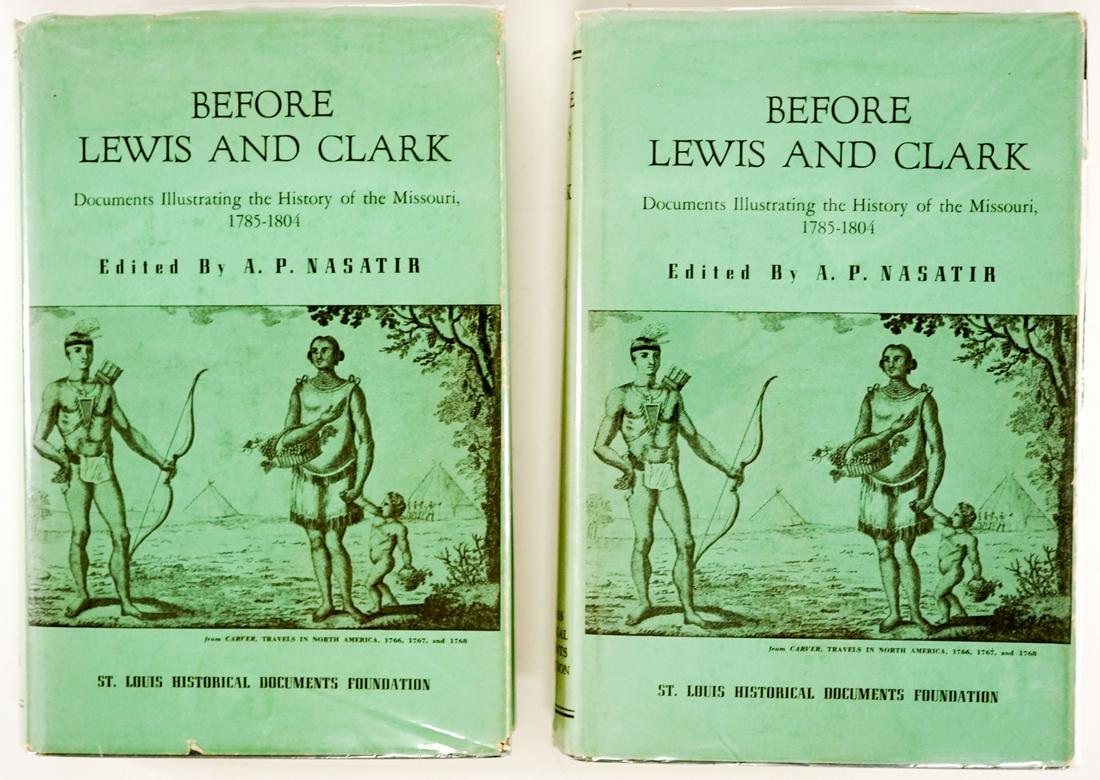 BEFORE
LEWIS AND CLARK
Documents Illustrating the History of the Missouri,
1785-1804
Edited By A. P. NASATIR
from CARVER, TRAVELS IN NORTH AMERICA, 1766, 1767, and 1768
ST. LOUIS HISTORICAL DOCUMENTS FOUNDATION
BEFORE
LEWIS AND CLARK
Documents Illustrating the History of the Missouri,
1785-1804
Edited By A. P. NASATIR
from CARVER, TRAVELS IN NORTH AMERICA, 1766, 1767, and 1768
ST. LOUIS HISTORICAL DOCUMENTS FOUNDATION